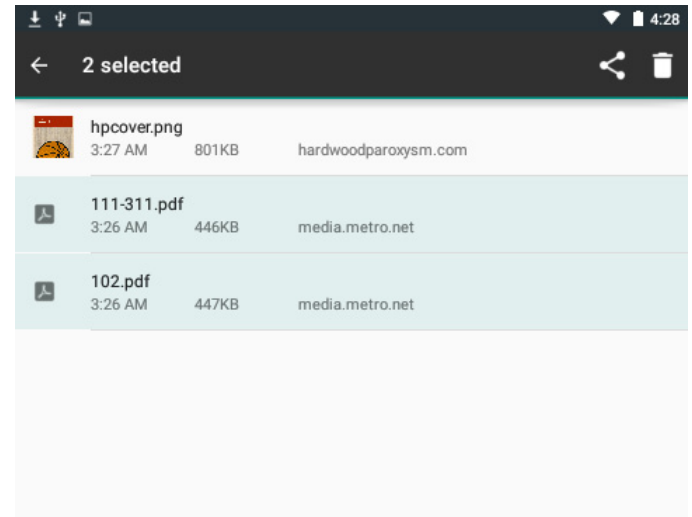 4:28
2 selected
hpcover.png
3:27 AM 801KB hardwoodparoxysm.com
111-311.pdf
3:26 AM 446KB media.metro.net
102.pdf
3:26 AM 447KB media.metro.net